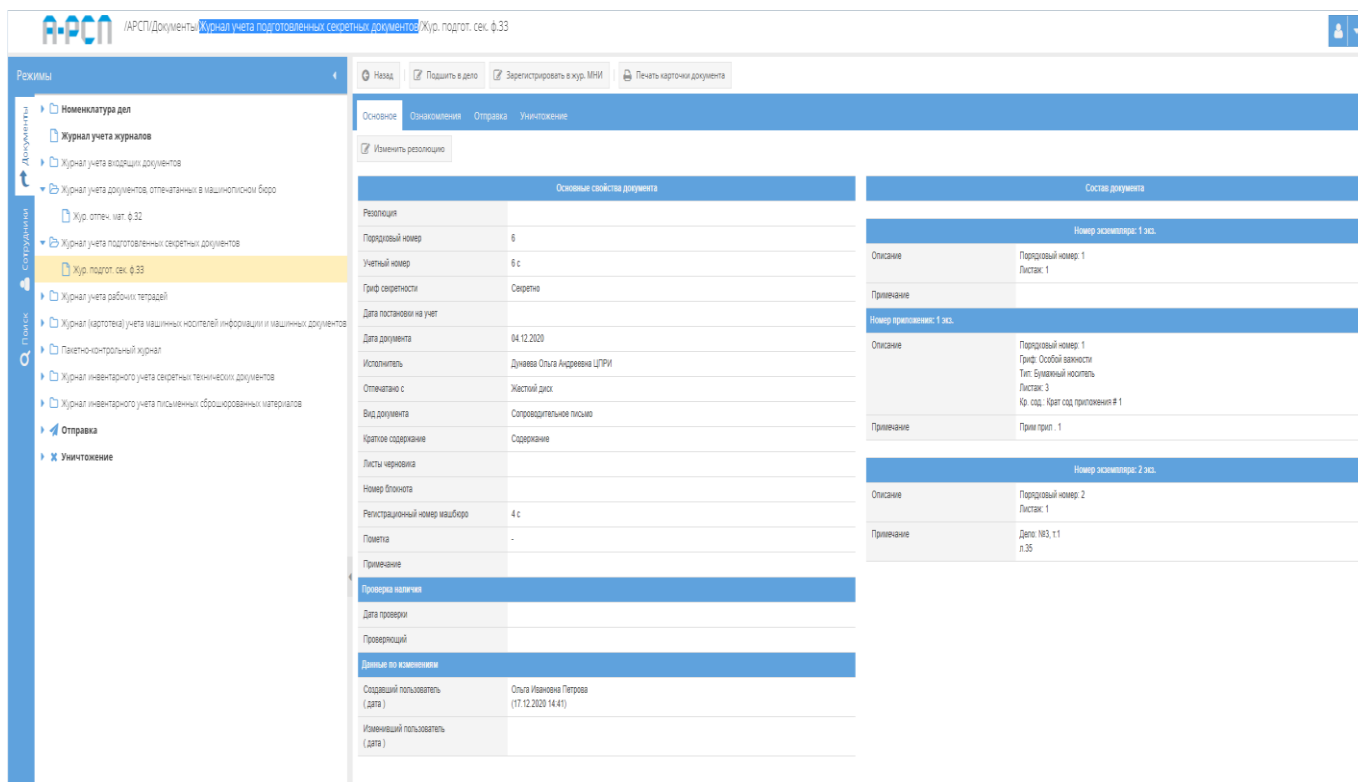 А-РСП
/АРСП/Документы/Журнал учета подготовленных секретных документов/Жур. подгот. сек. ф.33
Режимы
Документы
Сотрудники
Поиск
Номенклатура дел
Журнал учета журналов
Журнал учета входящих документов
Журнал учета документов, отпечатанных в машинописном бюро
Жур. отпеч. мат. ф.32
Журнал учета подготовленных секретных документов
Жур. подгот. сек. ф.33
Журнал учета рабочих тетрадей
Журнал (картотека) учета машинных носителей информации и машинных документов
Пакетно-контрольный журнал
Журнал инвентарного учета секретных технических документов
Журнал инвентарного учета письменных сброшюрованных материалов
Отправка
Уничтожение
Назад
Подшить в дело
Зарегистрировать в жур. МНИ
Печать карточки документа
Основное Ознакомления Отправка Уничтожение
Изменить резолюцию
Основные свойства документа
Резолюция
Порядковый номер 6
Учетный номер 6 с
Гриф секретности Секретно
Дата постановки на учет
Дата документа 04.12.2020
Исполнитель Дунаева Ольга Андреевна ЦПРИ
Отпечатано с Жесткий диск
Вид документа Сопроводительное письмо
Краткое содержание Содержание
Листы черновика
Номер блокнота
Регистрационный номер машбюро 4 с
Пометка -
Примечание
Проверка наличия
Дата проверки
Проверяющий
Данные по изменениям
Создавший пользователь Ольга Ивановна Петрова
( дата ) (17.12.2020 14:41)
Изменивший пользователь
( дата )
Состав документа
Номер экземпляра: 1 экз.
Описание Порядковый номер: 1
Листаж: 1
Примечание
Номер приложения: 1 экз.
Описание Порядковый номер: 1
Гриф: Особой важности
Тип: Бумажный носитель
Листаж: 3
Кр. сод.: Крат сод приложения # 1
Примечание Прим прил . 1
Номер экземпляра: 2 экз.
Описание Порядковый номер: 2
Листаж: 1
Примечание Дело: №3, т.1
л.35